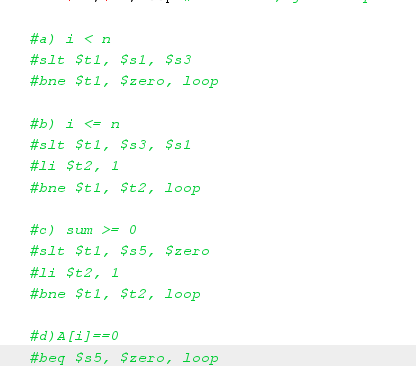 #a) i < n
#slt $t1, $s1, $s3
#bne $t1, $zero, loop
#b) i <= n
#slt $t1, $s3, $s1
#li $t2, 1
#bne $t1, $t2, loop
#c) sum >= 0
#slt $t1, $s5, $zero
#li $t2, 1
#bne $t1, $t2, loop
#d)A[i]==0
#beq $s5, $zero, loop